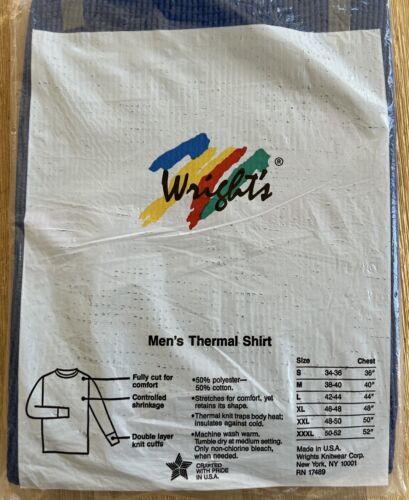 Wright's ®
Men's Thermal Shirt
Fully cut for
comfort
Controlled
shrinkage
Double layer
knit cuffs
•50% polyester—
50% cotton.
•Stretches for comfort, yet
retains its shape.
•Thermal knit traps body heat;
insulates against cold.
•Machine wash warm.
Tumble dry at medium setting.
Only non-chlorine bleach,
when needed.
CRAFTED
WITH PRIDE
IN U.S.A.
Size Chest
S 34-36 36"
M 38-40 40"
L 42-44 44"
XL 46-48 48"
XXL 48-50 50"
XXXL 50-52 52"
Made in U.S.A.
Wrights Knitwear Corp.
New York, NY 10001
RN 17489